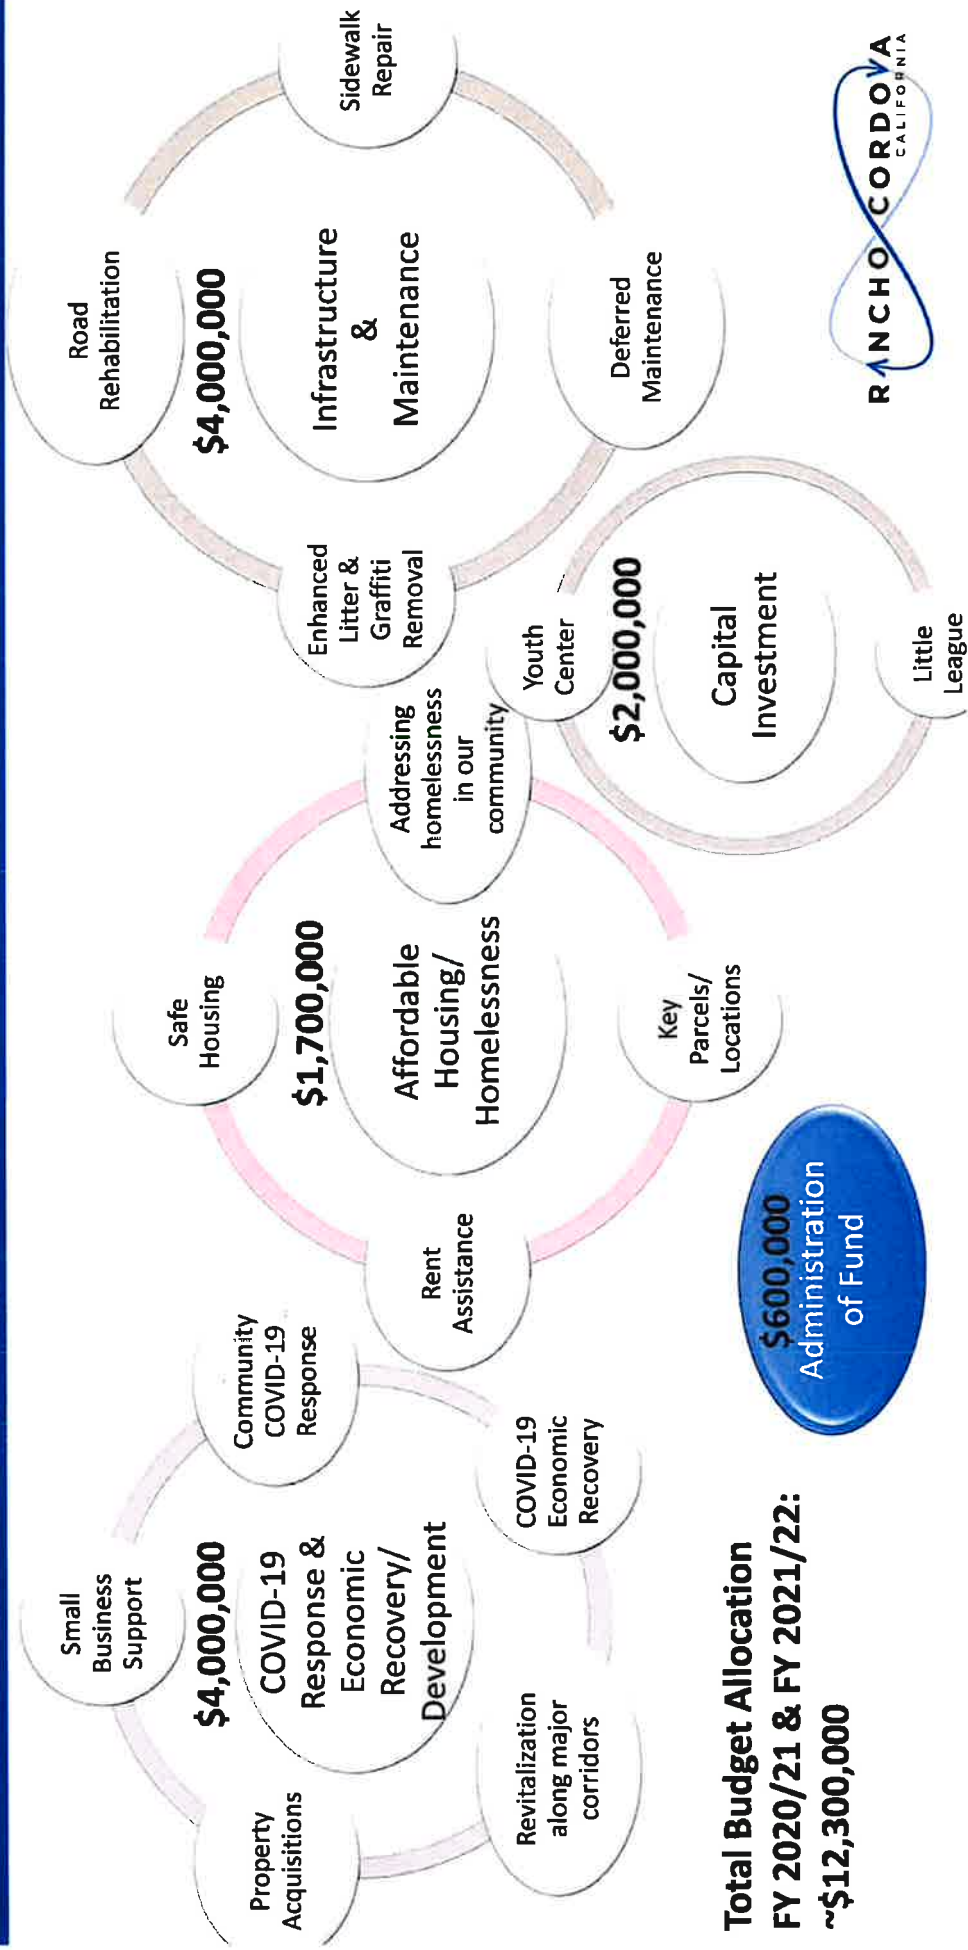 Small
Business
Support
$4,000,000
COVID-19
Response &
Economic
Recovery/
Development
Property
Acquisitions
Community
COVID-19
Response
COVID-19
Economic
Recovery
Revitalization
along major
corridors
Safe
Housing
$1,700,000
Affordable
Housing/
Homelessness
Rent
Assistance
Addressing
homelessness
in our
community
Key
Parcels/
Locations
Road
Rehabilitation
$4,000,000
Infrastructure
&
Maintenance
Enhanced
Litter &
Graffiti
Removal
Sidewalk
Repair
Deferred
Maintenance
Youth
Center
$2,000,000
Capital
Investment
Little
League
$600,000
Administration
of Fund
Total Budget Allocation
FY 2020/21 & FY 2021/22:
~$12,300,000
RANCHO CORDOVA
CALIFORNIA